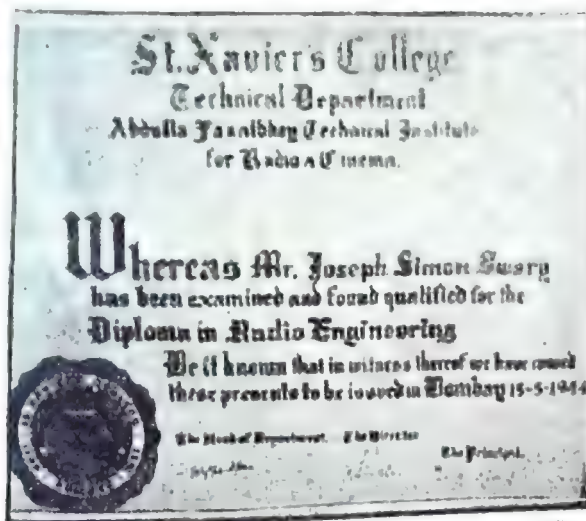 St. Xavier's College
Technical Department
Abdulla Fazalbhoy Technical Institute
for Radio & Cinema.
Whereas Mr. Joseph Simon Swary
has been examined and found qualified for the
Diploma in Radio Engineering
Be it known that in witness thereof we have caused
these presents to be issued in Bombay 15-5-1944
The Head of Department. The Director
The Principal.